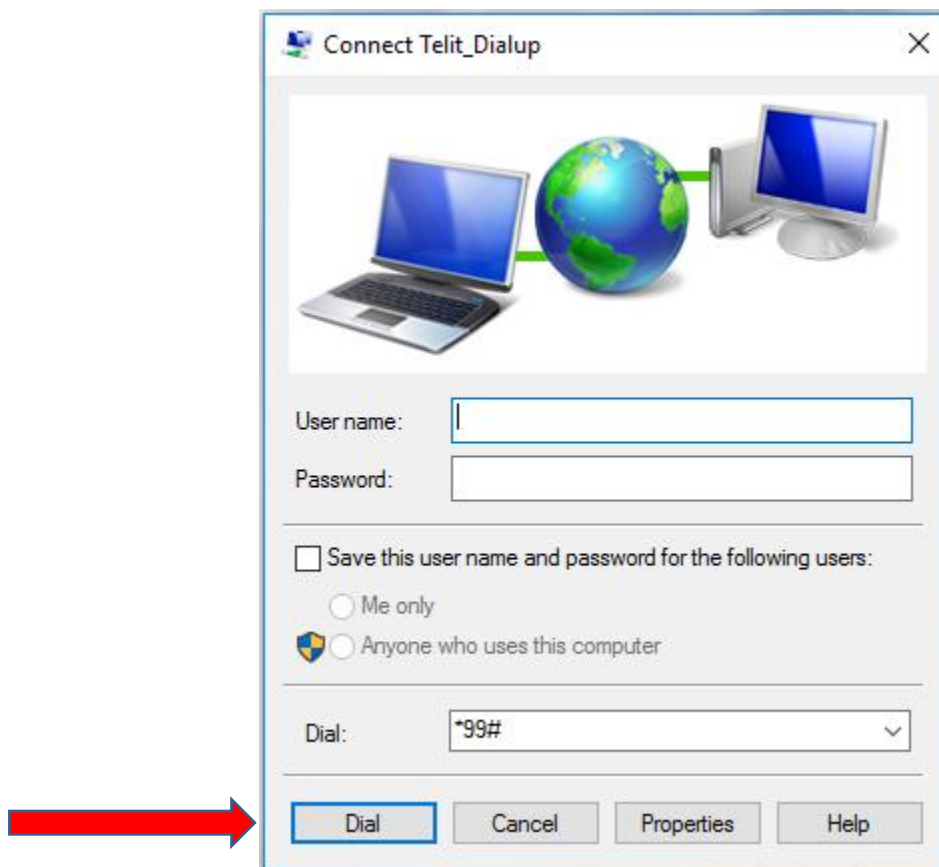 Connect Telit_Dialup
User name:
Password:
Save this user name and password for the following users:
Me only
Anyone who uses this computer
Dial: *99#
Dial Cancel Properties Help